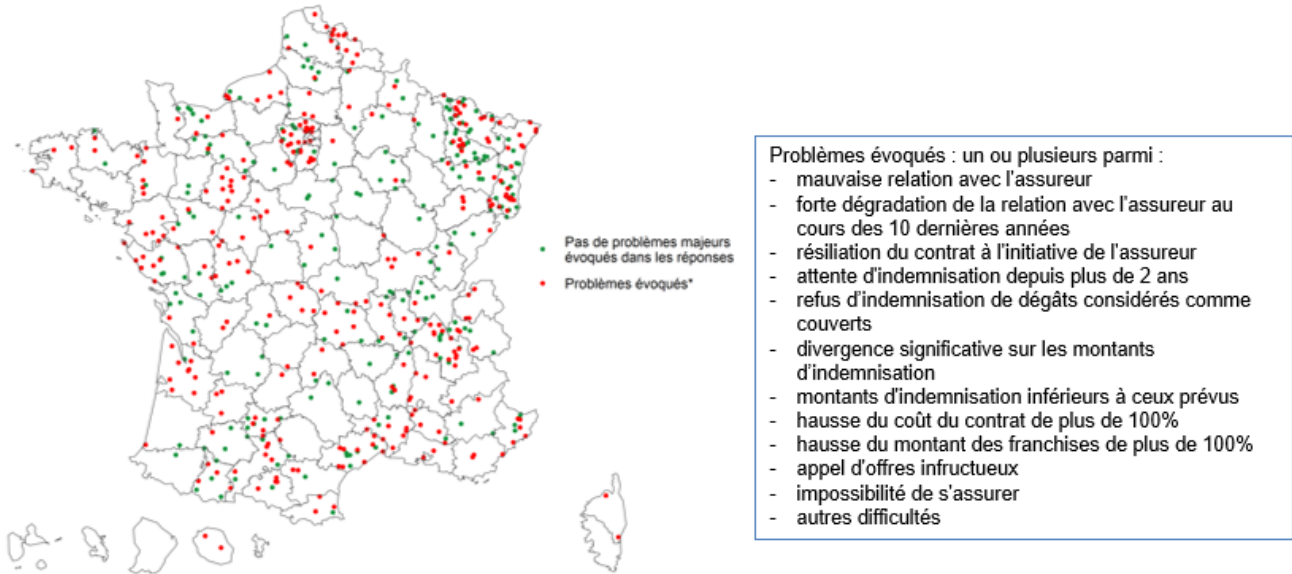 Pas de problèmes majeurs
évoqués dans les réponses
Problèmes évoqués*
Problèmes évoqués : un ou plusieurs parmi :
- mauvaise relation avec l'assureur
- forte dégradation de la relation avec l'assureur au
cours des 10 dernières années
- résiliation du contrat à l'initiative de l'assureur
- attente d'indemnisation depuis plus de 2 ans
- refus d'indemnisation de dégâts considérés comme
couverts
- divergence significative sur les montants
d'indemnisation
- montants d'indemnisation inférieurs à ceux prévus
- hausse du coût du contrat de plus de 100%
- hausse du montant des franchises de plus de 100%
- appel d'offres infructueux
- impossibilité de s'assurer
- autres difficultés